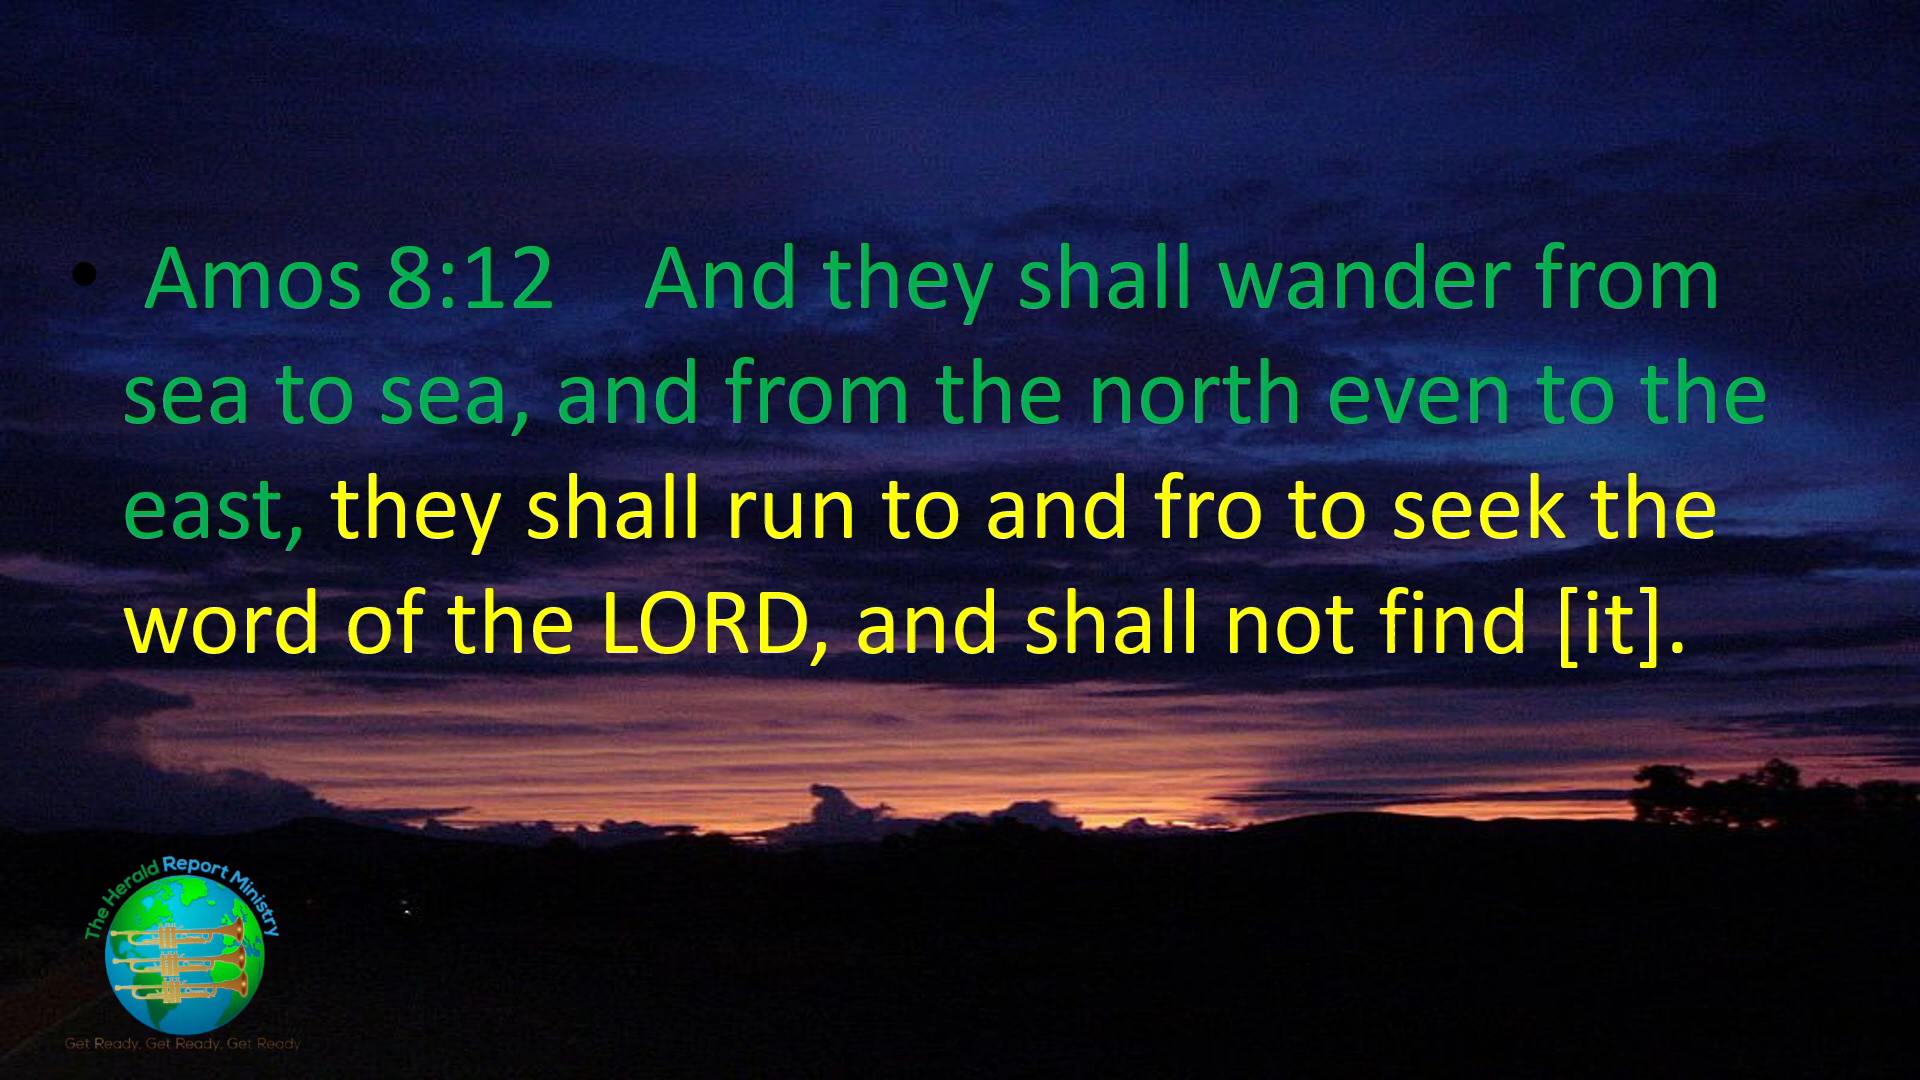 • Amos 8:12 And they shall wander from
sea to sea, and from the north even to the
east, they shall run to and fro to seek the
word of the LORD, and shall not find [it].
The Herald Report Ministry
Get Ready, Get Ready, Get Ready